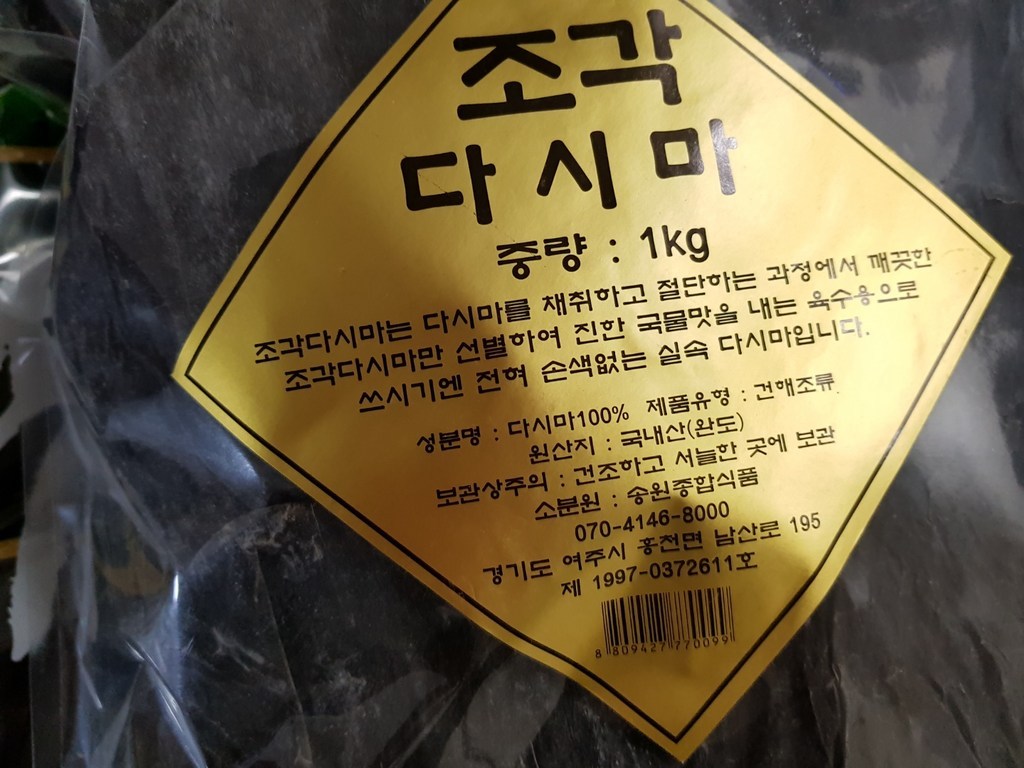 조각
다시마
중량 : 1kg
조각다시마는 다시마를 채취하고 절단하는 과정에서 깨끗한
조각다시마만 선별하여 진한 국물맛을 내는 육수용으로
쓰시기엔 전혀 손색없는 실속 다시마입니다.
성분명 : 다시마100% 제품유형 : 건해조류
원산지 : 국내산(완도)
보관상주의 : 건조하고 서늘한 곳에 보관
소분원 : 송원종합식품
070-4146-8000
경기도 여주시 흥천면 남산로 195
제 1997-0372611호
8 809427 770099